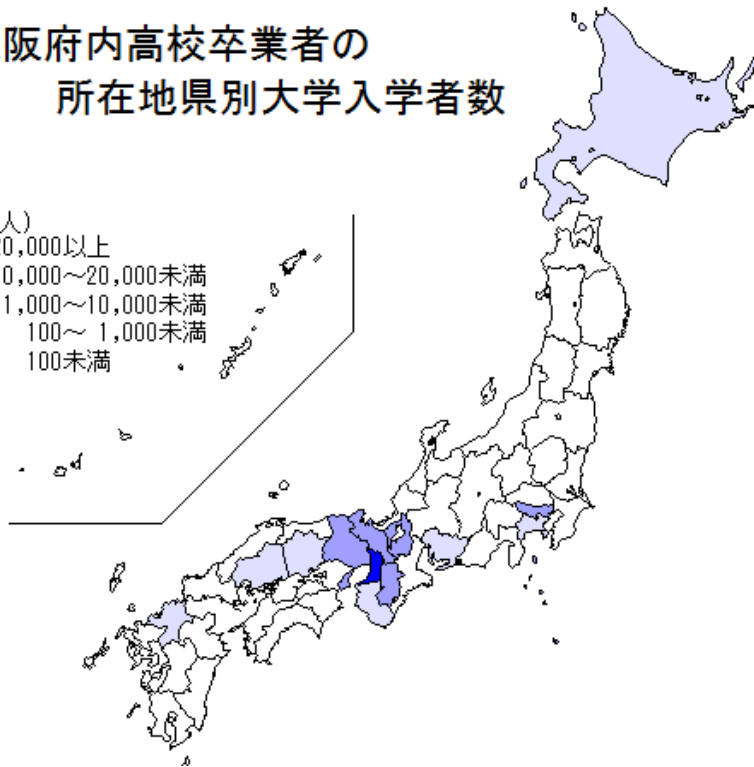 阪府内高校卒業者の
所在地県別大学入学者数
人)
0,000以上
0,000～20,000未満
1,000～10,000未満
100～ 1,000未満
100未満